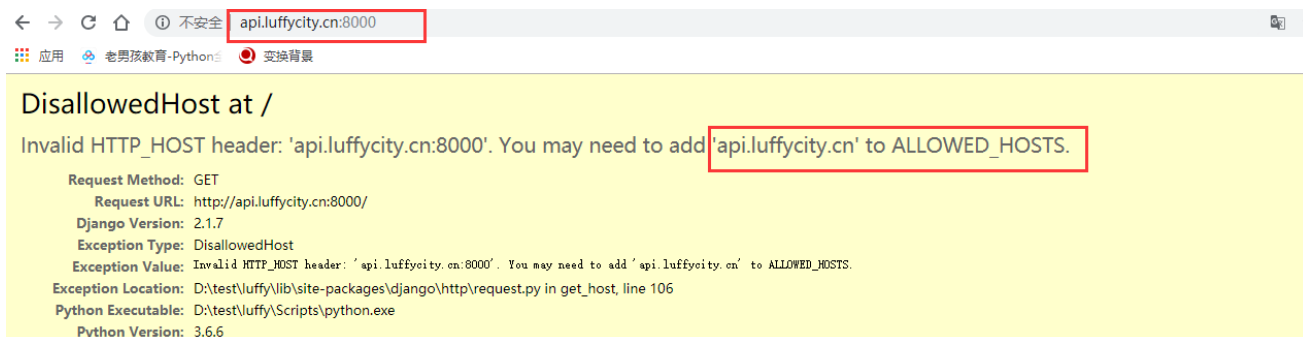 不安全 api.luffycity.cn:8000
应用 老男孩教育-Python 变换背景
DisallowedHost at /
Invalid HTTP_HOST header: 'api.luffycity.cn:8000'. You may need to add 'api.luffycity.cn' to ALLOWED_HOSTS.
Request Method: GET
Request URL: http://api.luffycity.cn:8000/
Django Version: 2.1.7
Exception Type: DisallowedHost
Exception Value: Invalid HTTP_HOST header: 'api.luffycity.cn:8000'. You may need to add 'api.luffycity.cn' to ALLOWED_HOSTS.
Exception Location: D:\test\luffy\lib\site-packages\django\http\request.py in get_host, line 106
Python Executable: D:\test\luffy\Scripts\python.exe
Python Version: 3.6.6